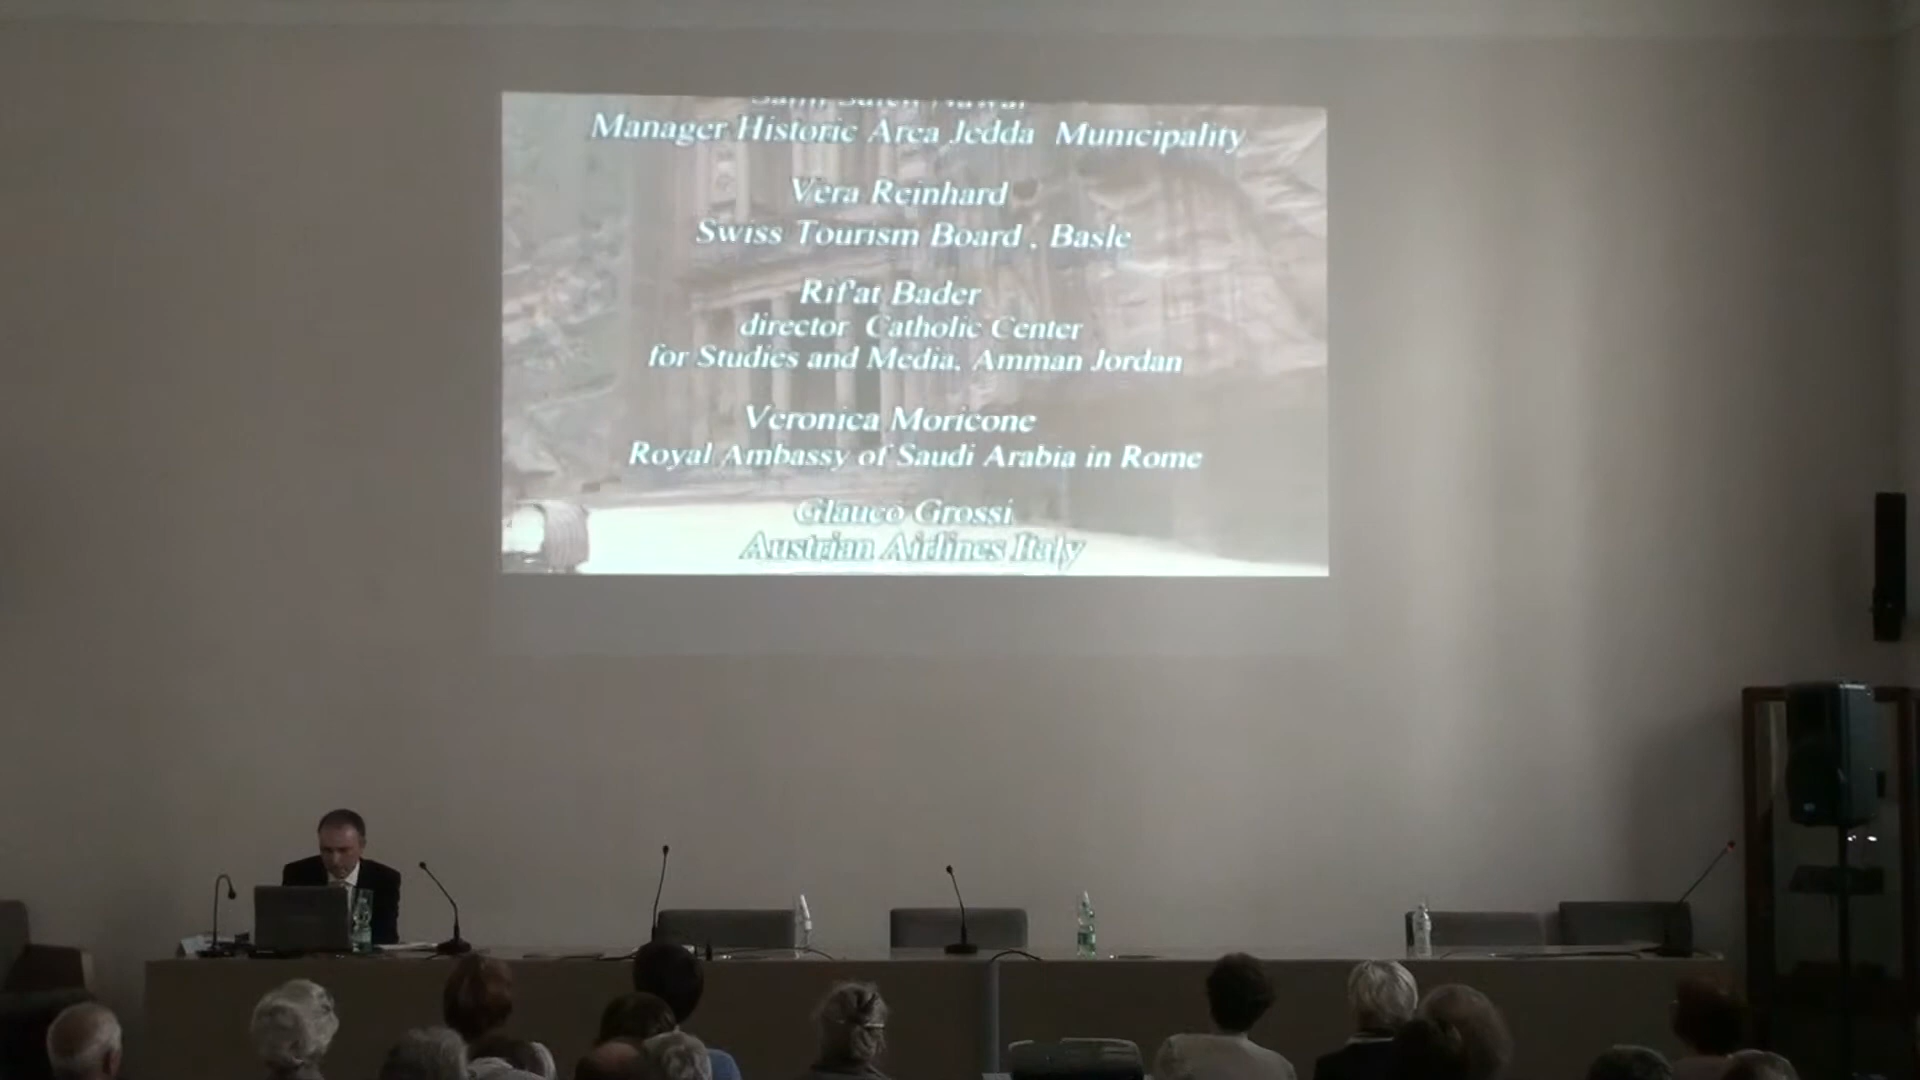 Manager Historic Area Jedda Municipality
Vera Reinhard
Swiss Tourism Board , Basle
Rif'at Bader
director Catholic Center
for Studies and Media, Amman Jordan
Veronica Moricone
Royal Ambassy of Saudi Arabia in Rome
Glauco Grossi
Austrian Airlines Italy